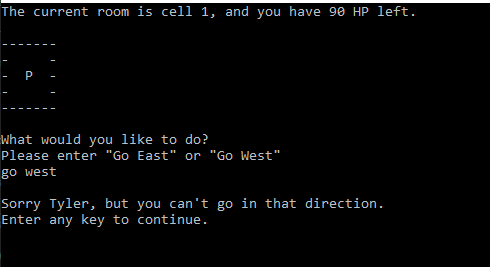 The current room is cell 1, and you have 90 HP left.
-------
-     -
-  P  -
-     -
-------
What would you like to do?
Please enter "Go East" or "Go West"
go west
Sorry Tyler, but you can't go in that direction.
Enter any key to continue.